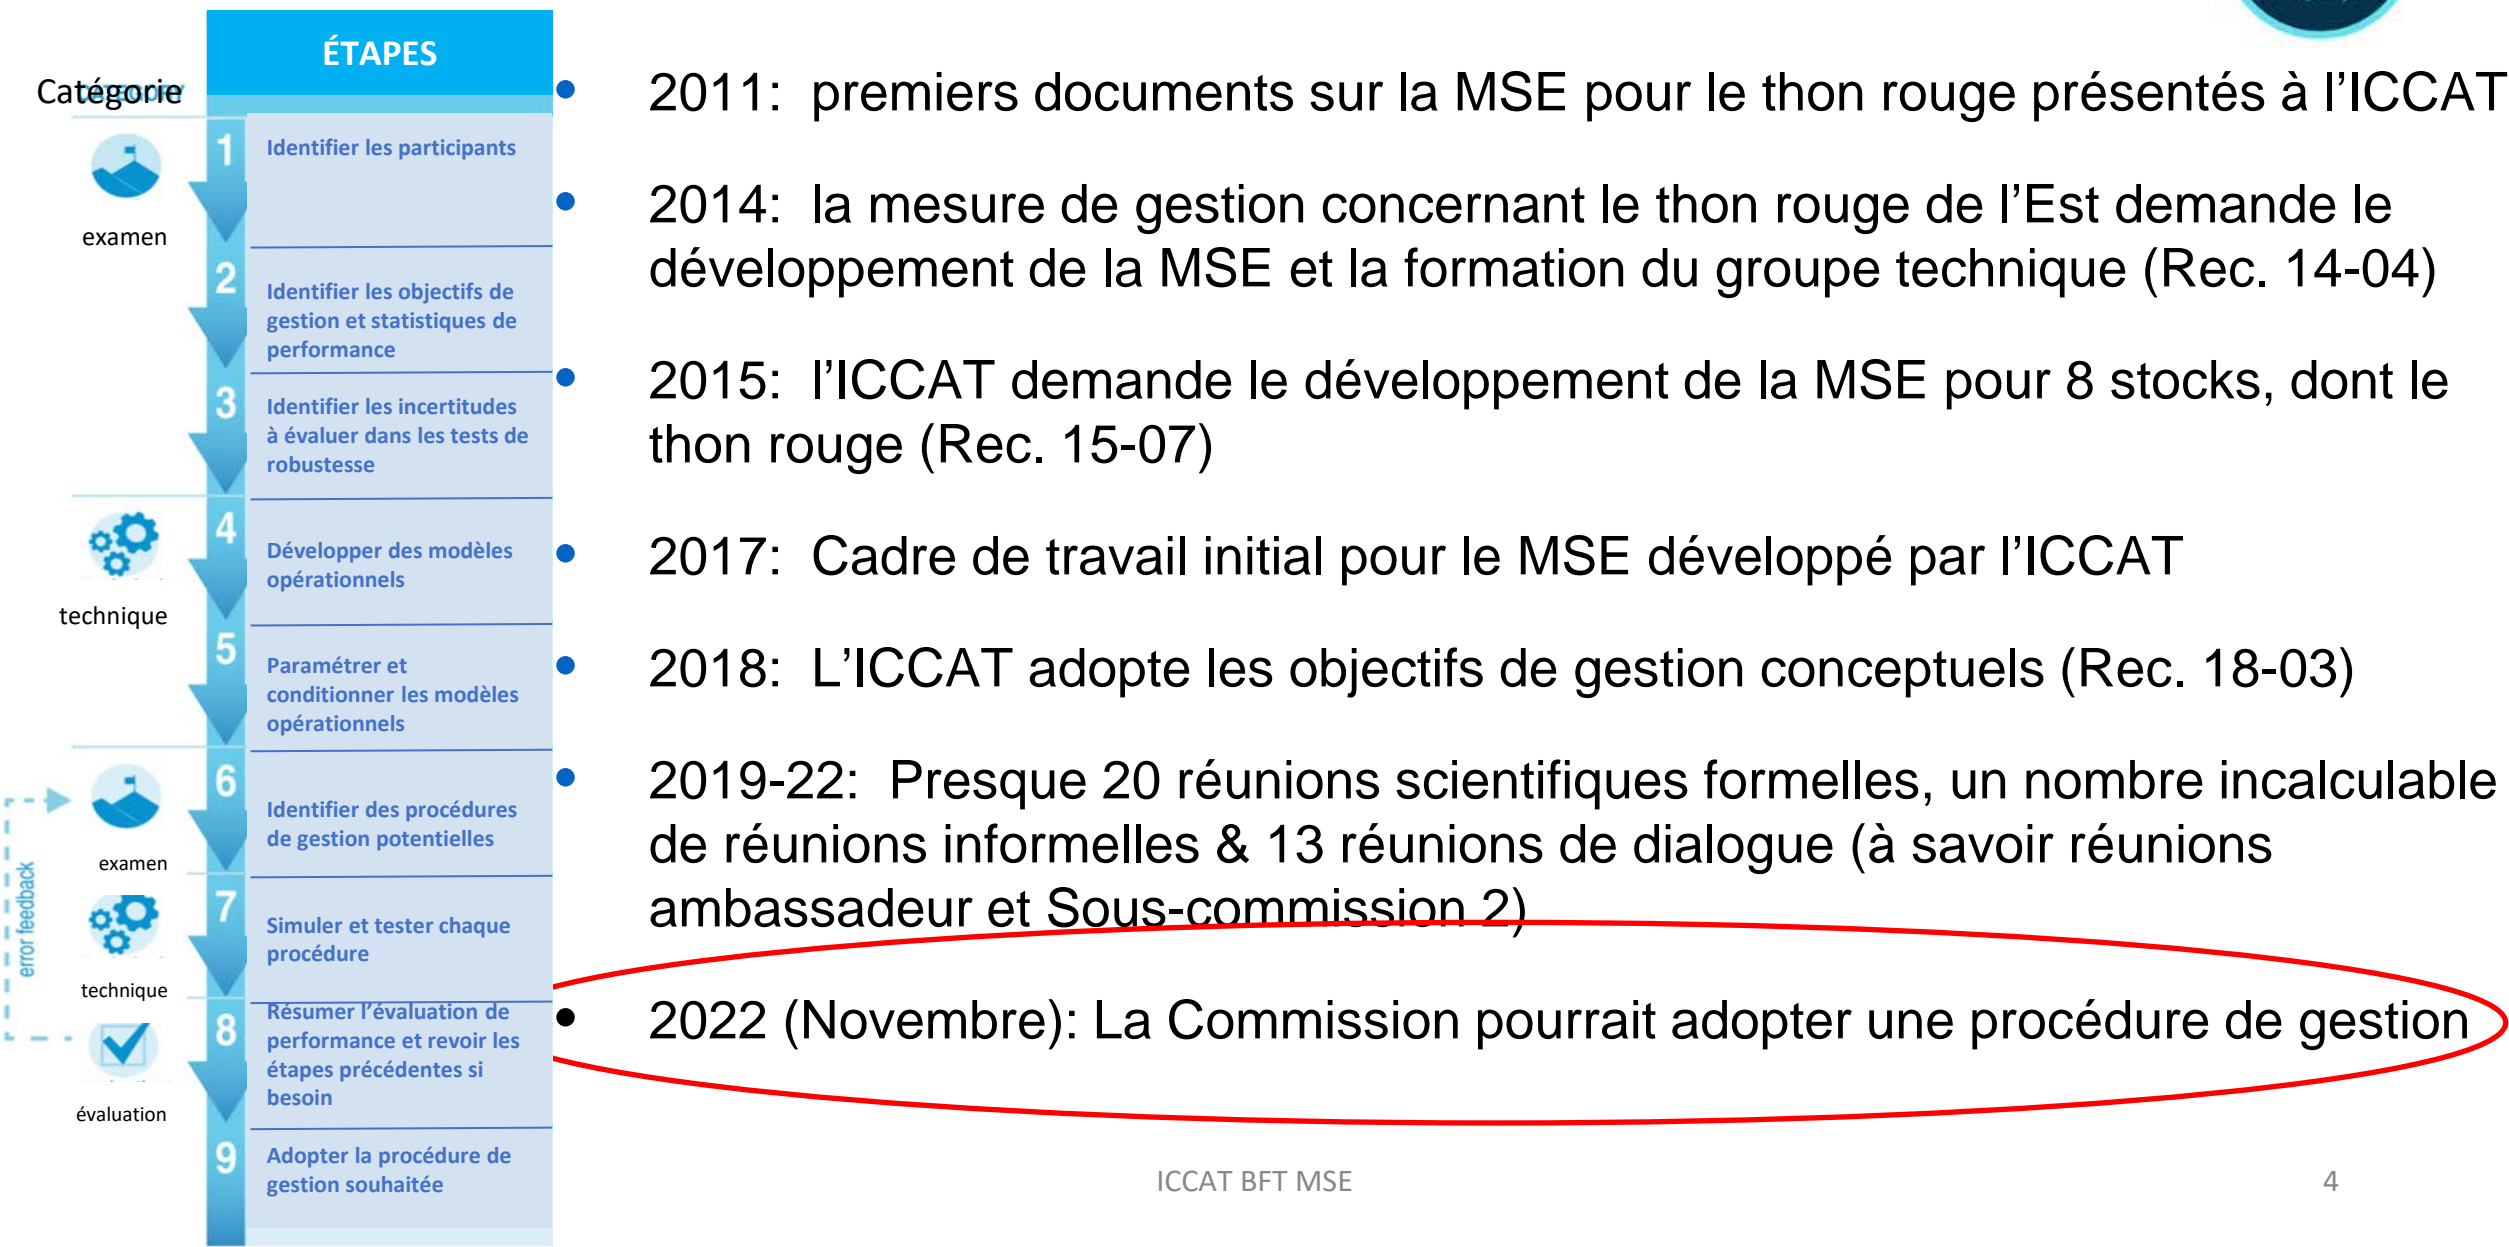 ÉTAPES
Catégorie
1
Identifier les participants
examen
2
Identifier les objectifs de
gestion et statistiques de
performance
3
Identifier les incertitudes
à évaluer dans les tests de
robustesse
4
Développer des modèles
opérationnels
technique
5
Paramétrer et
conditionner les modèles
opérationnels
6
Identifier des procédures
de gestion potentielles
examen
error feedback
7
Simuler et tester chaque
procédure
technique
8
Résumer l’évaluation de
performance et revoir les
étapes précédentes si
besoin
évaluation
9
Adopter la procédure de
gestion souhaitée
• 2011: premiers documents sur la MSE pour le thon rouge présentés à l’ICCAT
• 2014: la mesure de gestion concernant le thon rouge de l’Est demande le
développement de la MSE et la formation du groupe technique (Rec. 14-04)
• 2015: l’ICCAT demande le développement de la MSE pour 8 stocks, dont le
thon rouge (Rec. 15-07)
• 2017: Cadre de travail initial pour le MSE développé par l’ICCAT
• 2018: L’ICCAT adopte les objectifs de gestion conceptuels (Rec. 18-03)
• 2019-22: Presque 20 réunions scientifiques formelles, un nombre incalculable
de réunions informelles & 13 réunions de dialogue (à savoir réunions
ambassadeur et Sous-commission 2)
• 2022 (Novembre): La Commission pourrait adopter une procédure de gestion
ICCAT BFT MSE
4